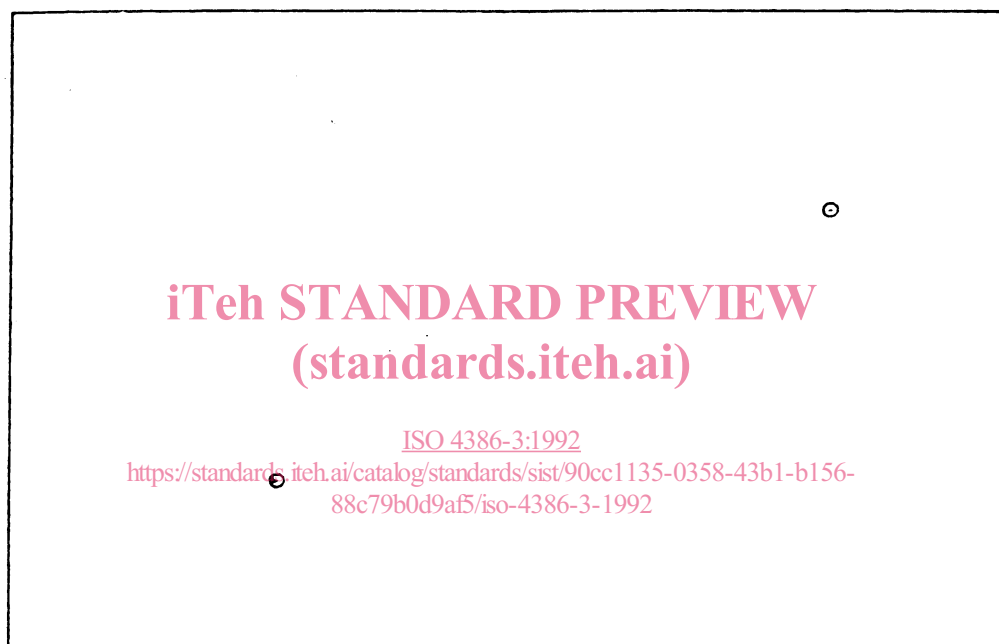 iTeh STANDARD PREVIEW
(standards.iteh.ai)
ISO 4386-3:1992
https://standards.iteh.ai/catalog/standards/sist/90cc1135-0358-43b1-b156-
88c79b0d9af5/iso-4386-3-1992